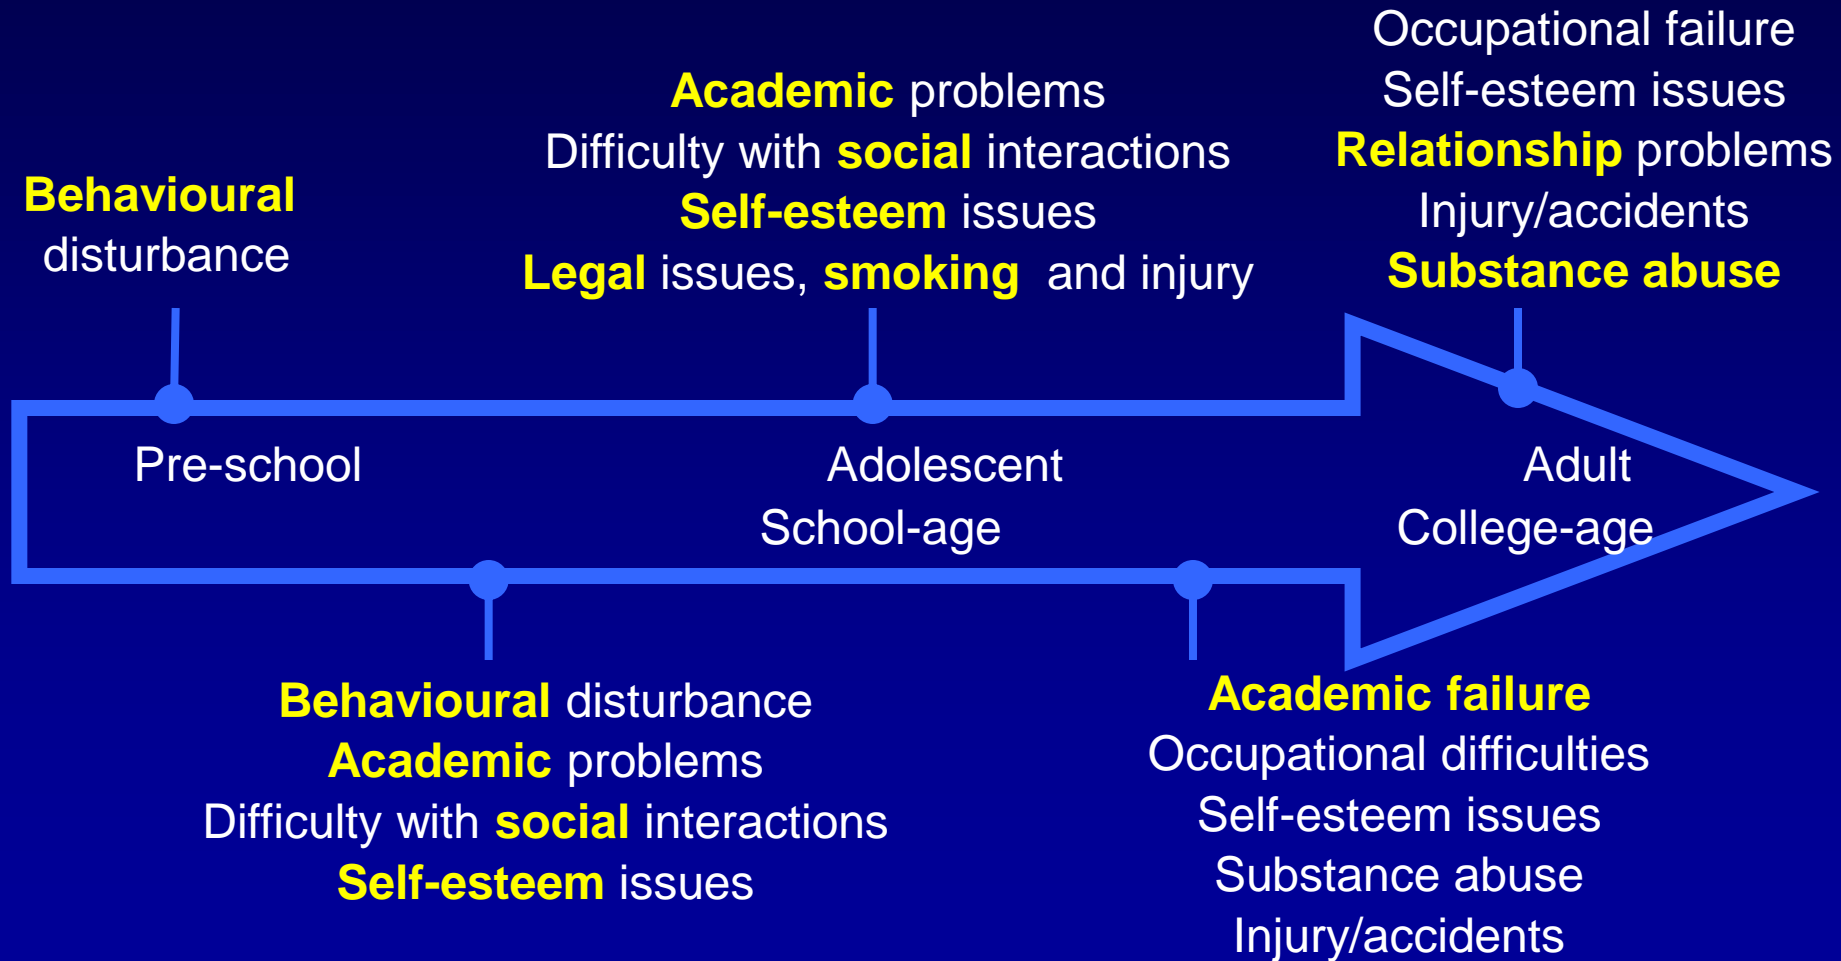 Behavioural
disturbance
Academic problems
Difficulty with social interactions
Self-esteem issues
Legal issues, smoking and injury
Occupational failure
Self-esteem issues
Relationship problems
Injury/accidents
Substance abuse
Pre-school
Adolescent
Adult
School-age
College-age
Behavioural disturbance
Academic problems
Difficulty with social interactions
Self-esteem issues
Academic failure
Occupational difficulties
Self-esteem issues
Substance abuse
Injury/accidents